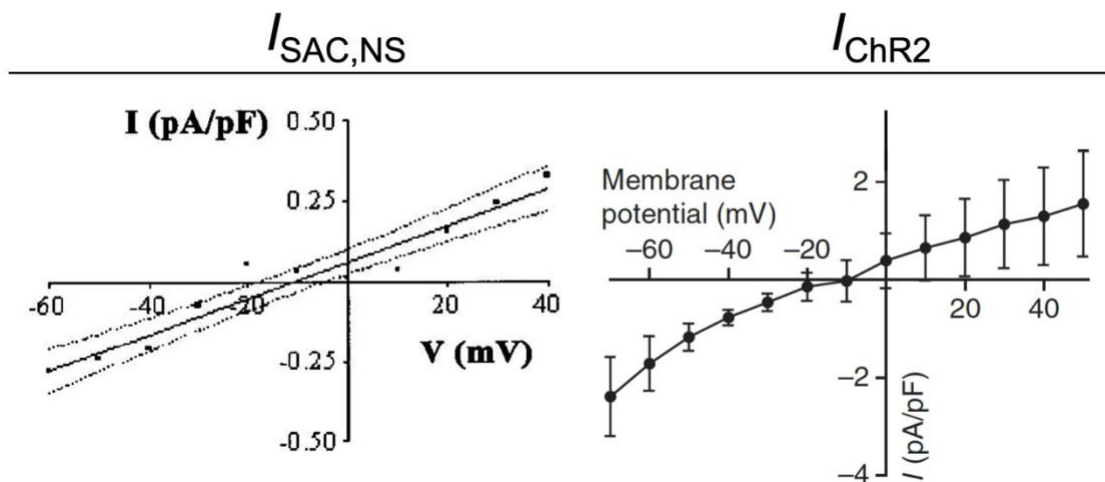 I_SAC,NS
I_ChR2
I (pA/pF)
0.50
0.25
-60
-40
-20
0
20
40
V (mV)
-0.25
-0.50
Membrane
potential (mV)
–60
–40
–20
2
20
40
–2
–4
I (pA/pF)